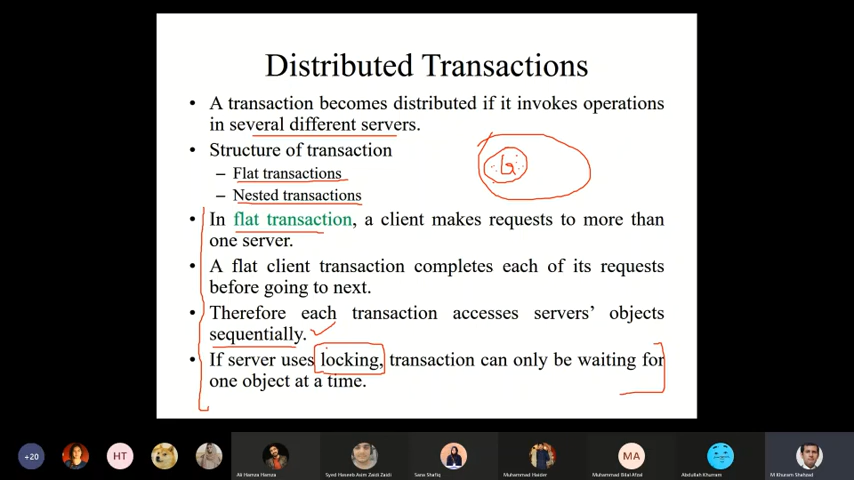 Distributed Transactions
• A transaction becomes distributed if it invokes operations
in several different servers.
• Structure of transaction
– Flat transactions
– Nested transactions
• In flat transaction, a client makes requests to more than
one server.
• A flat client transaction completes each of its requests
before going to next.
• Therefore each transaction accesses servers' objects
sequentially.
• If server uses locking, transaction can only be waiting for
one object at a time.
+20
HT
MA
Ali Hamza Hamza
Syed Haseeb Asim Zaidi Zaidi
Sana Shafiq
Muhammad Haider
Muhammad Bilal Afzal
Abdullah Khurram
M Khuram Shahzad